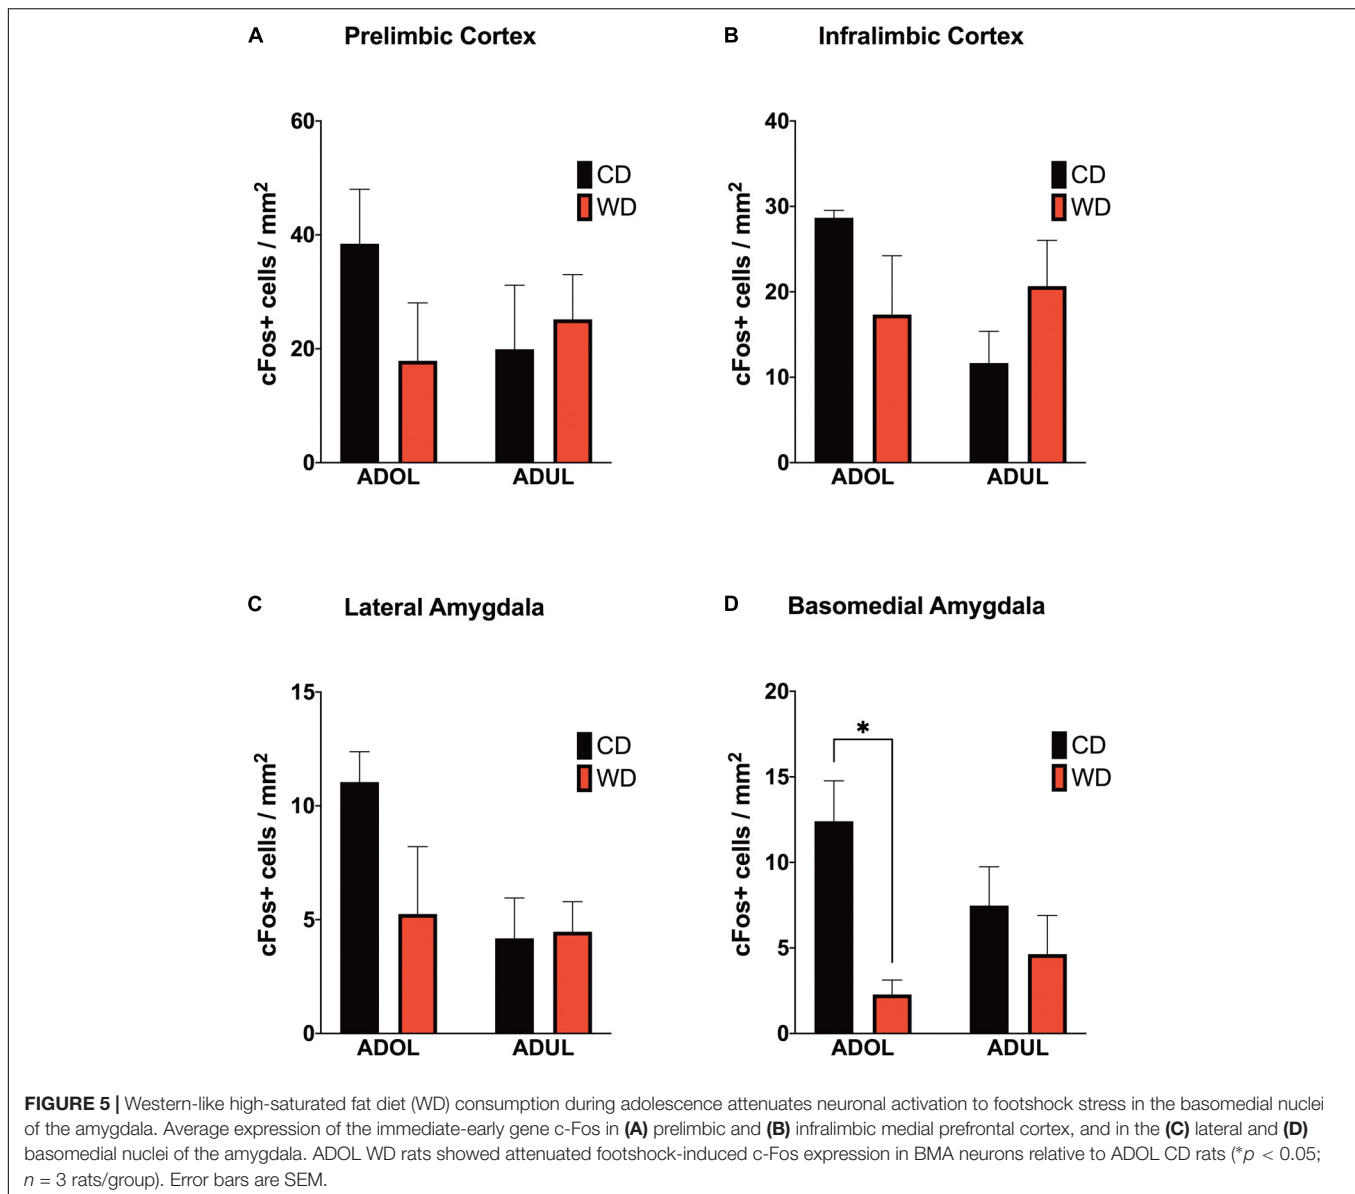 A Prelimbic Cortex
60
40
20
0
cFos+ cells / mm²
CD
WD
ADOL ADUL
B Infralimbic Cortex
40
30
20
10
0
cFos+ cells / mm²
CD
WD
ADOL ADUL
C Lateral Amygdala
15
10
5
0
cFos+ cells / mm²
CD
WD
ADOL ADUL
D Basomedial Amygdala
20
15
10
5
0
cFos+ cells / mm²
*
CD
WD
ADOL ADUL
FIGURE 5 | Western-like high-saturated fat diet (WD) consumption during adolescence attenuates neuronal activation to footshock stress in the basomedial nuclei
of the amygdala. Average expression of the immediate-early gene c-Fos in (A) prelimbic and (B) infralimbic medial prefrontal cortex, and in the (C) lateral and (D)
basomedial nuclei of the amygdala. ADOL WD rats showed attenuated footshock-induced c-Fos expression in BMA neurons relative to ADOL CD rats (*p < 0.05;
n = 3 rats/group). Error bars are SEM.